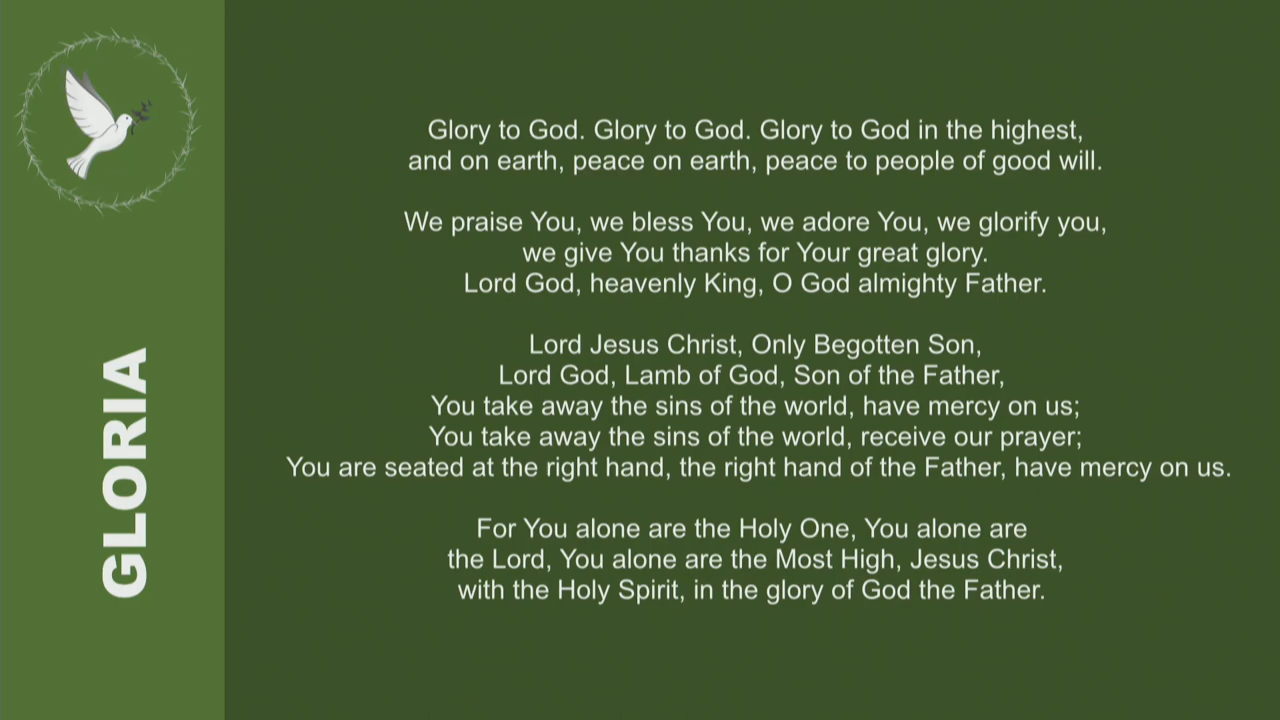 GLORIA
Glory to God. Glory to God. Glory to God in the highest,
and on earth, peace on earth, peace to people of good will.
We praise You, we bless You, we adore You, we glorify you,
we give You thanks for Your great glory.
Lord God, heavenly King, O God almighty Father.
Lord Jesus Christ, Only Begotten Son,
Lord God, Lamb of God, Son of the Father,
You take away the sins of the world, have mercy on us;
You take away the sins of the world, receive our prayer;
You are seated at the right hand, the right hand of the Father, have mercy on us.
For You alone are the Holy One, You alone are
the Lord, You alone are the Most High, Jesus Christ,
with the Holy Spirit, in the glory of God the Father.